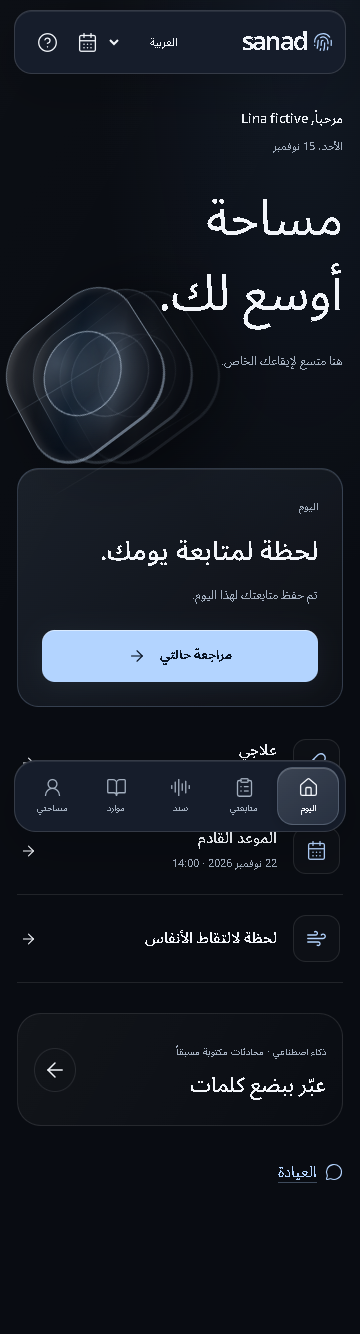 sanad
العربية
مرحباً, Lina fictive
الأحد، 15 نوفمبر
مساحة
أوسع لك.
هنا متسع لإيقاعك الخاص.
اليوم
لحظة لمتابعة يومك.
تم حفظ متابعتك لهذا اليوم.
مراجعة حالتي
علاجي
اليوم
متابعتي
سند
موارد
مساحتي
الموعد القادم
22 نوفمبر 2026 · 14:00
لحظة لالتقاط الأنفاس
ذكاء اصطناعي · محادثات مكتوبة مسبقاً
عبّر ببضع كلمات
العيادة